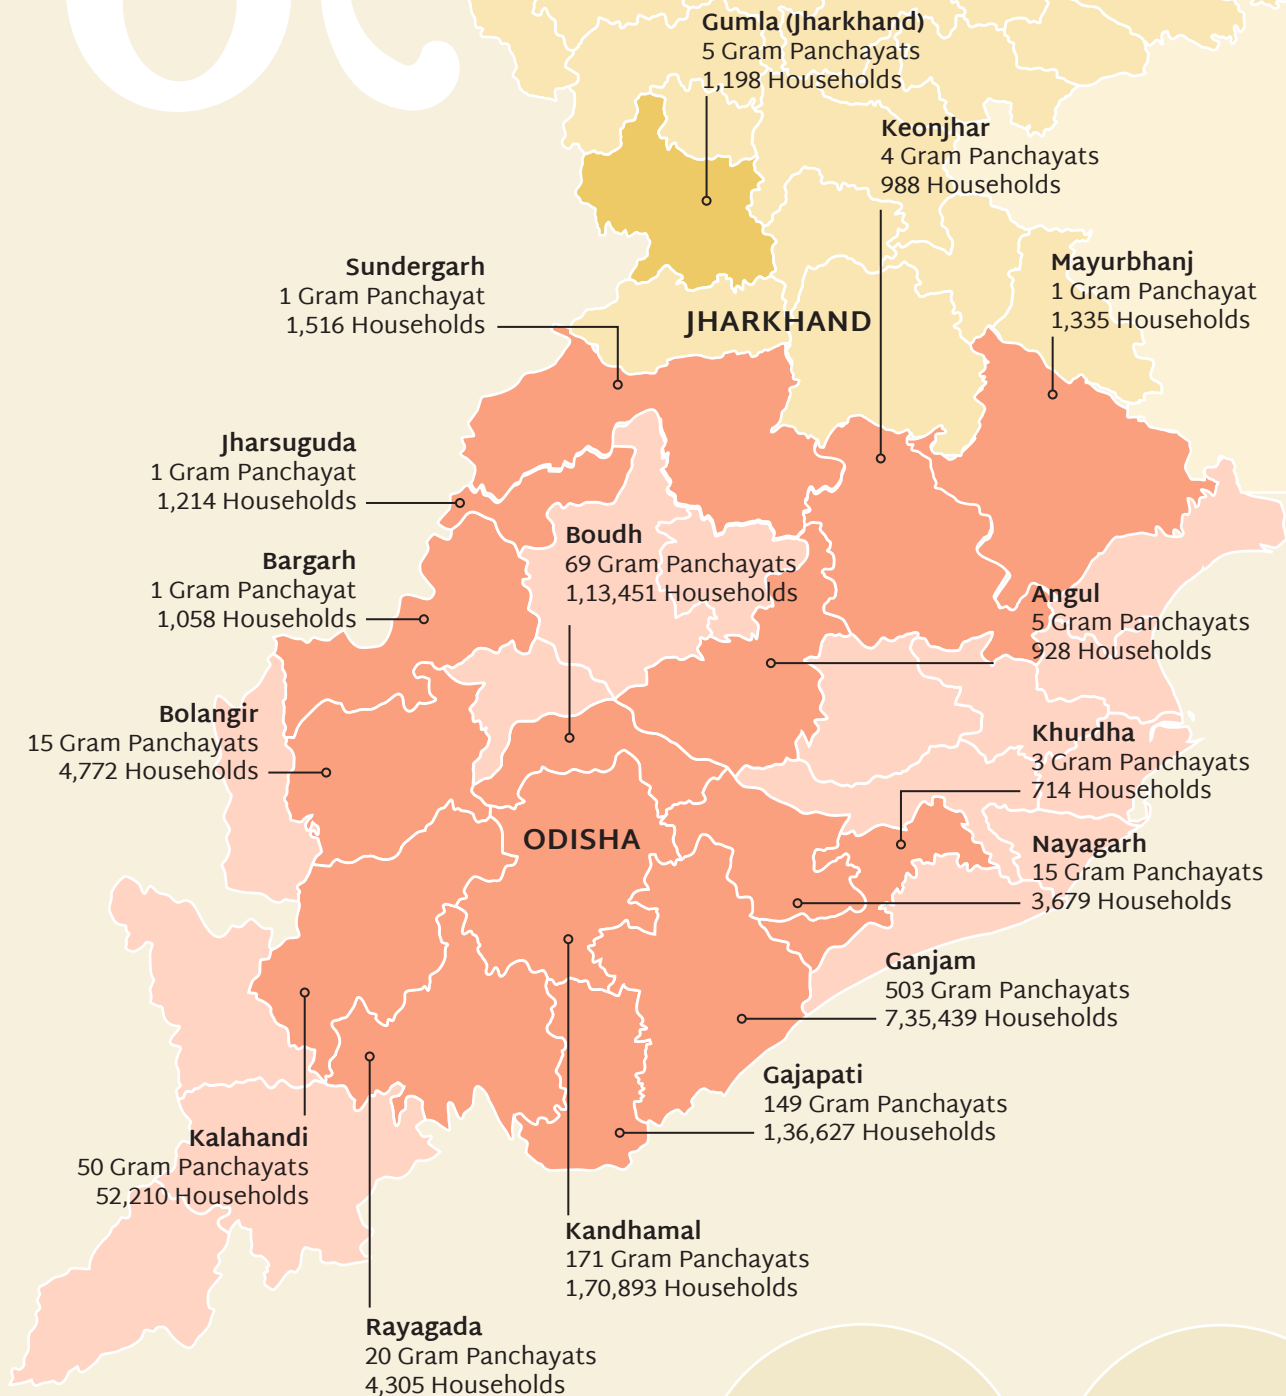 Gumla (Jharkhand)
5 Gram Panchayats
1,198 Households
Keonjhar
4 Gram Panchayats
988 Households
Sundergarh
1 Gram Panchayat
1,516 Households
Mayurbhanj
1 Gram Panchayat
1,335 Households
JHARKHAND
Jharsuguda
1 Gram Panchayat
1,214 Households
Boudh
69 Gram Panchayats
1,13,451 Households
Bargarh
1 Gram Panchayat
1,058 Households
Angul
5 Gram Panchayats
928 Households
Bolangir
15 Gram Panchayats
4,772 Households
Khurdha
3 Gram Panchayats
714 Households
ODISHA
Nayagarh
15 Gram Panchayats
3,679 Households
Ganjam
503 Gram Panchayats
7,35,439 Households
Gajapati
149 Gram Panchayats
1,36,627 Households
Kalahandi
50 Gram Panchayats
52,210 Households
Kandhamal
171 Gram Panchayats
1,70,893 Households
Rayagada
20 Gram Panchayats
4,305 Households